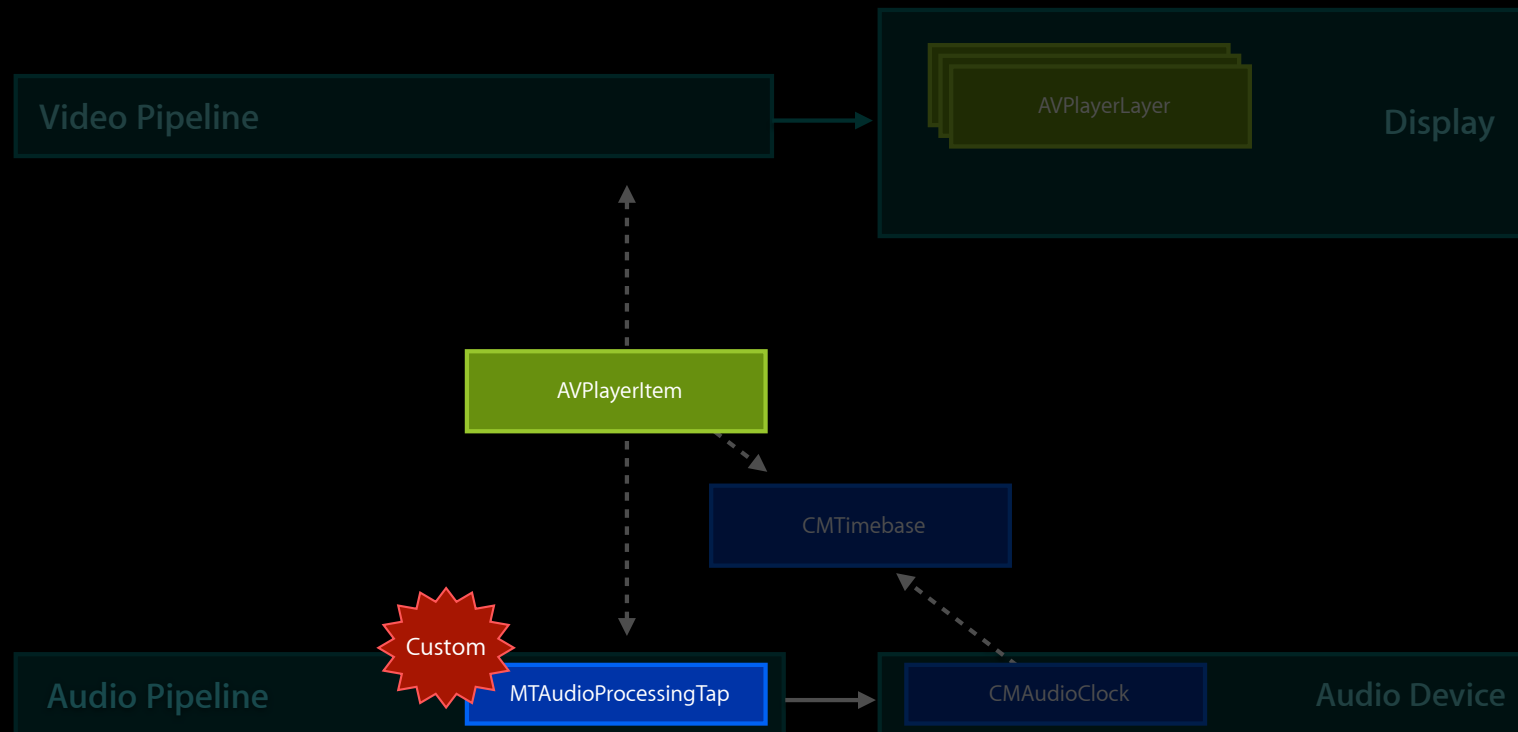 AVPlayerLayer
Video Pipeline
Display
AVPlayerItem
CMTimebase
Custom
Audio Pipeline
MTAudioProcessingTap
CMAudioClock
Audio Device